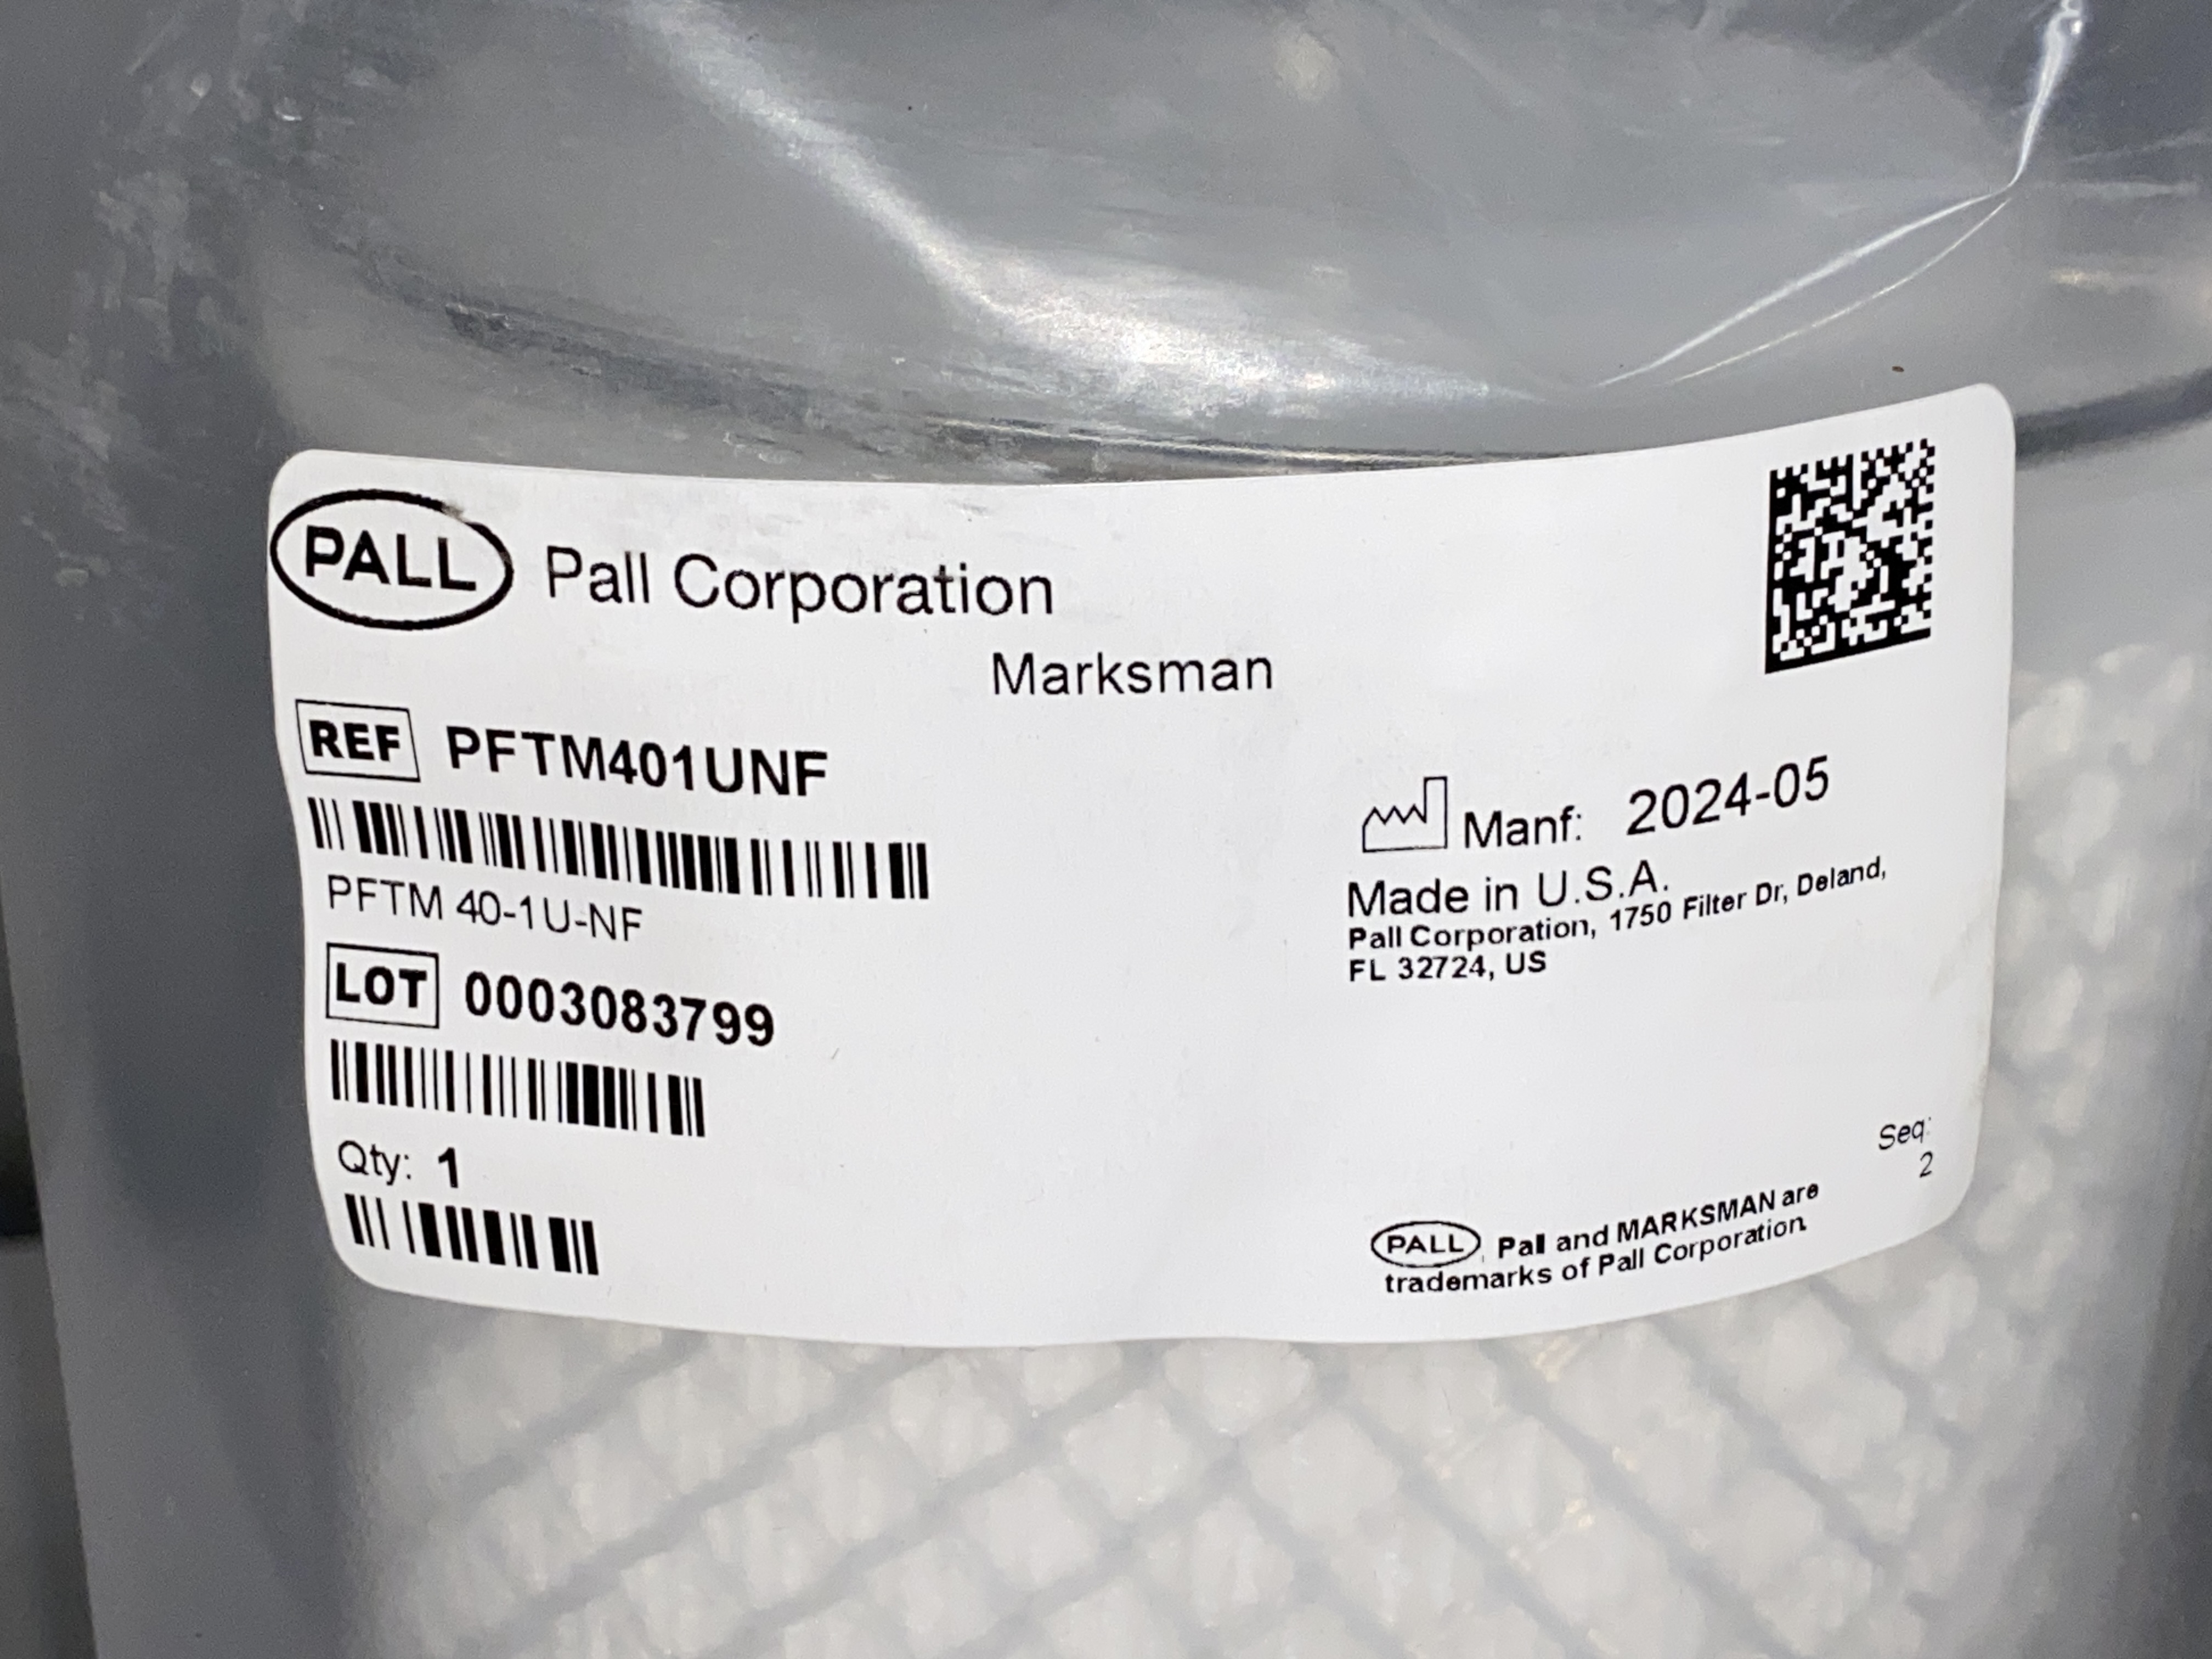 PALL Pall Corporation
Marksman
REF PFTM401UNF
PFTM 40-1U-NF
LOT 0003083799
Qty: 1
Manf: 2024-05
Made in U.S.A.
Pall Corporation, 1750 Filter Dr, Deland,
FL 32724, US
Seq:
2
PALL, Pall and MARKSMAN are
trademarks of Pall Corporation.